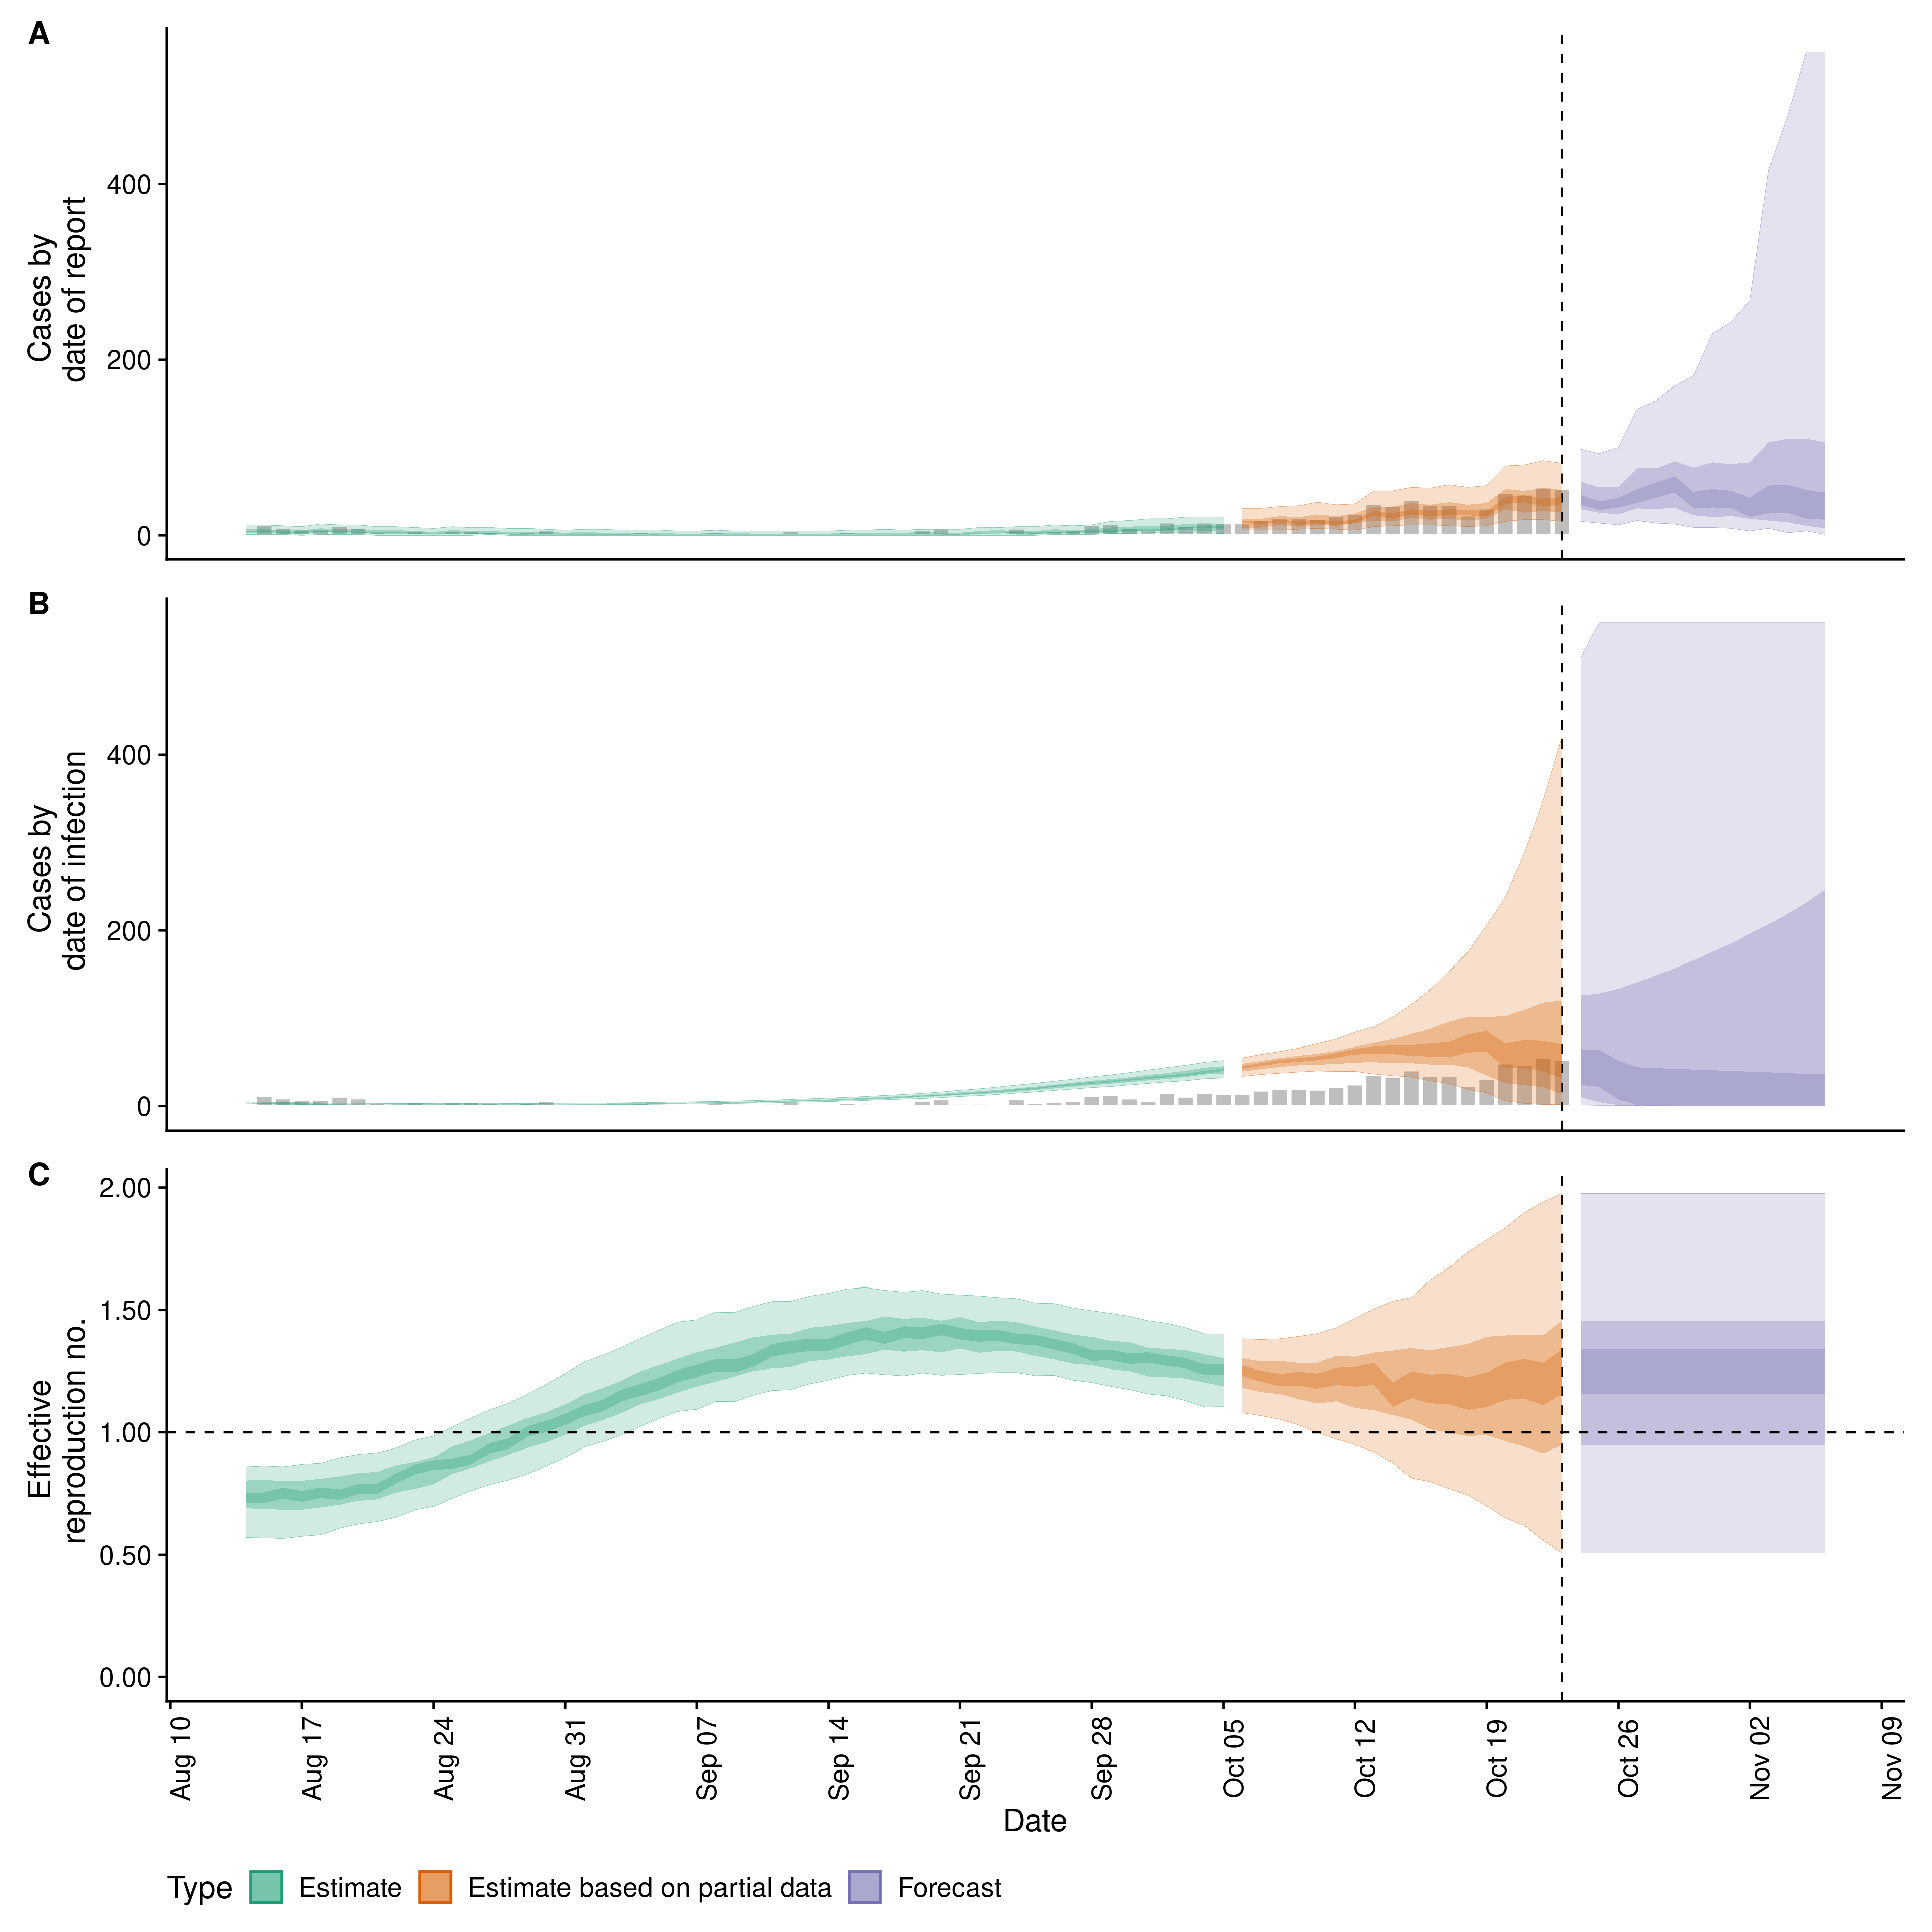 A
Cases by
date of report
400
200
0
B
Cases by
date of infection
400
200
0
C
Effective
reproduction no.
2.00
1.50
1.00
0.50
0.00
Aug 10
Aug 17
Aug 24
Aug 31
Sep 07
Sep 14
Sep 21
Sep 28
Oct 05
Oct 12
Oct 19
Oct 26
Nov 02
Nov 09
Date
Type Estimate Estimate based on partial data Forecast